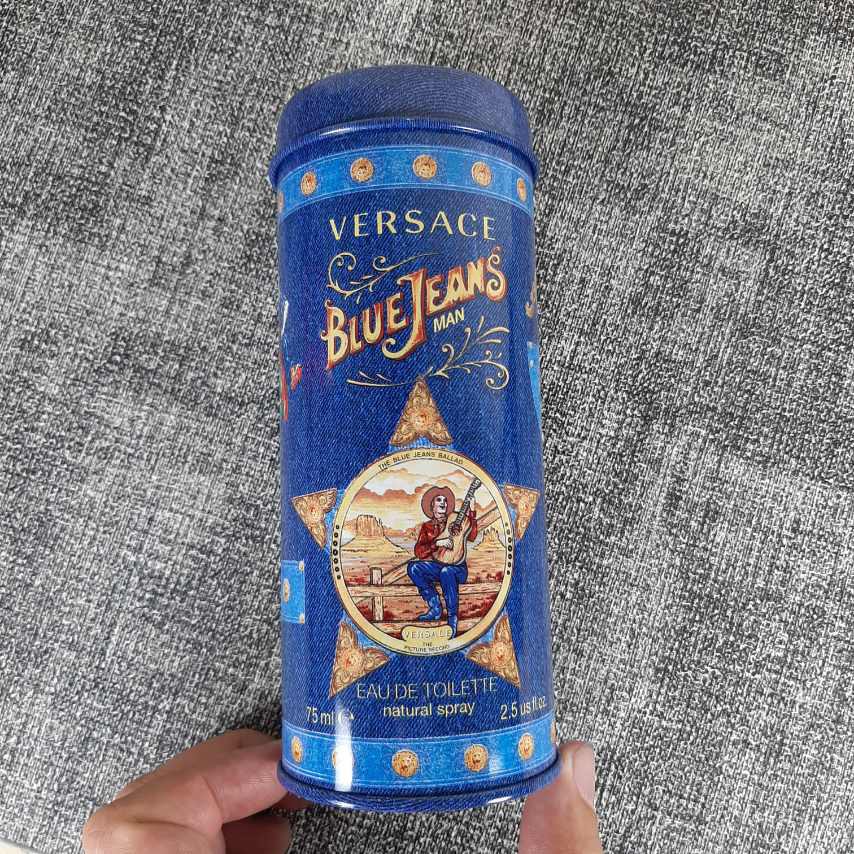 VERSACE
BLUE JEANS
MAN
THE BLUE JEANS BALLAD
VERSACE
THE
PICTURE RECORD
EAU DE TOILETTE
natural spray
75 ml ℮
2.5 us fl.oz.